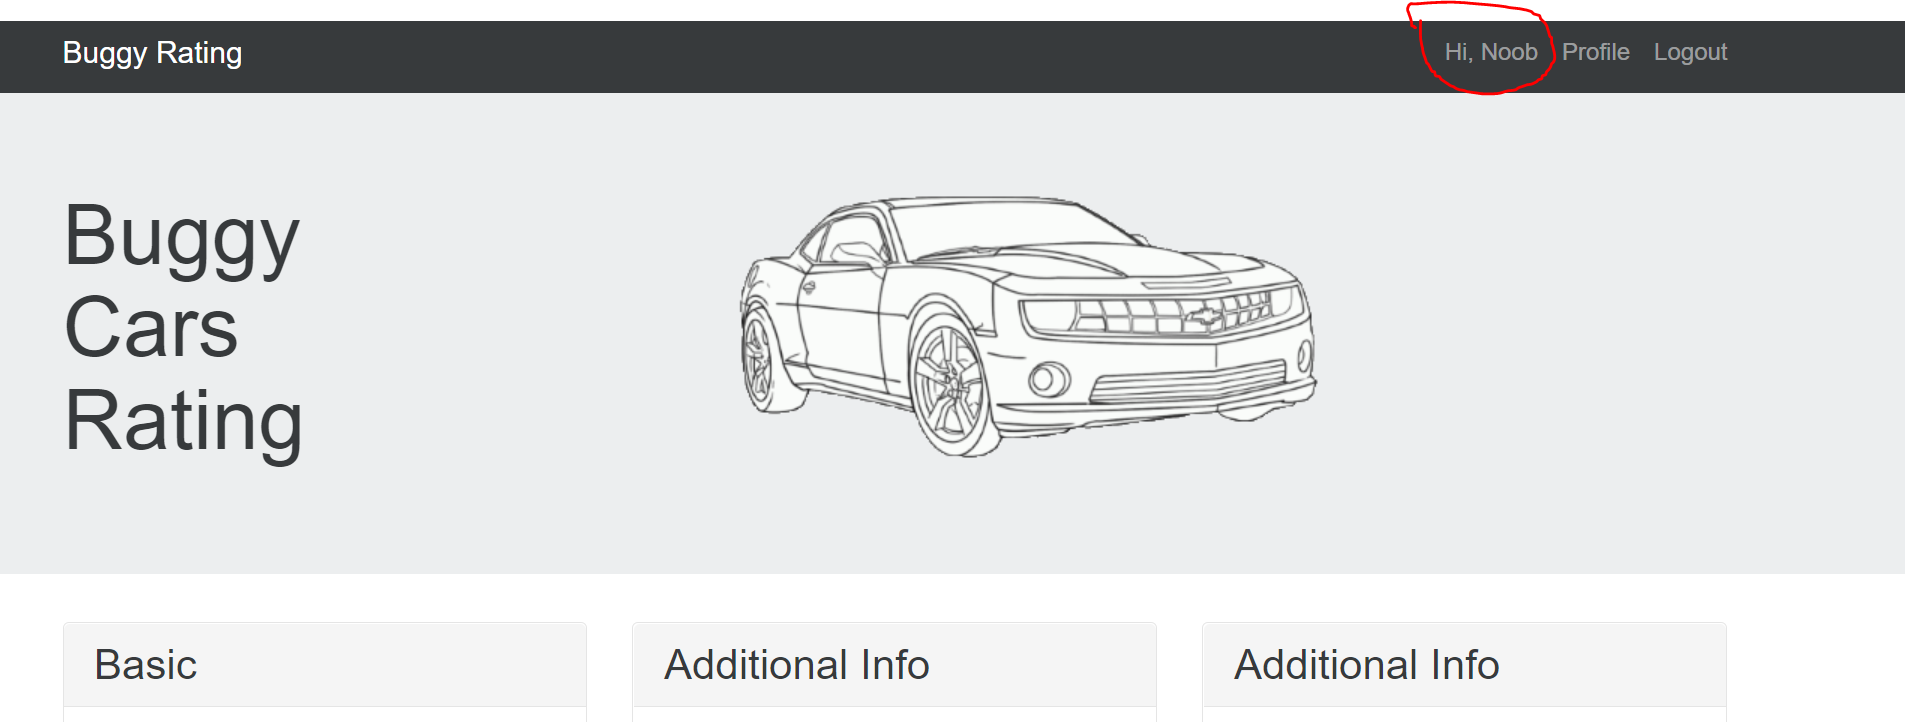 Buggy Rating
Hi, Noob Profile Logout
Buggy
Cars
Rating
Basic
Additional Info
Additional Info